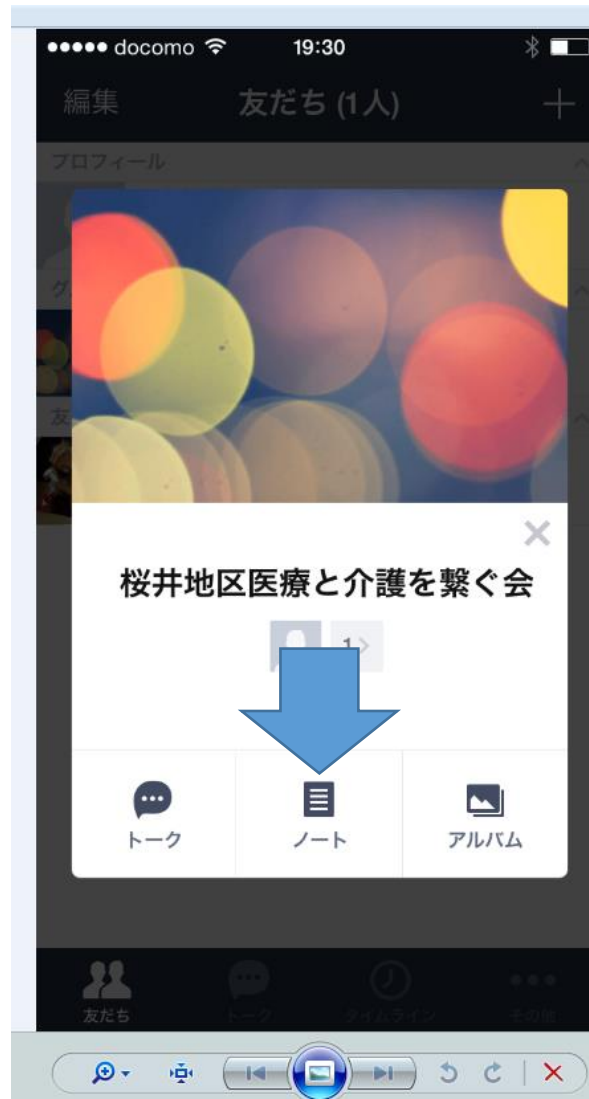 docomo 19:30
編集 友だち (1人)
プロフィール
グ
友
桜井地区医療と介護を繋ぐ会
1
トーク ノート アルバム
友だち トーク タイムライン その他